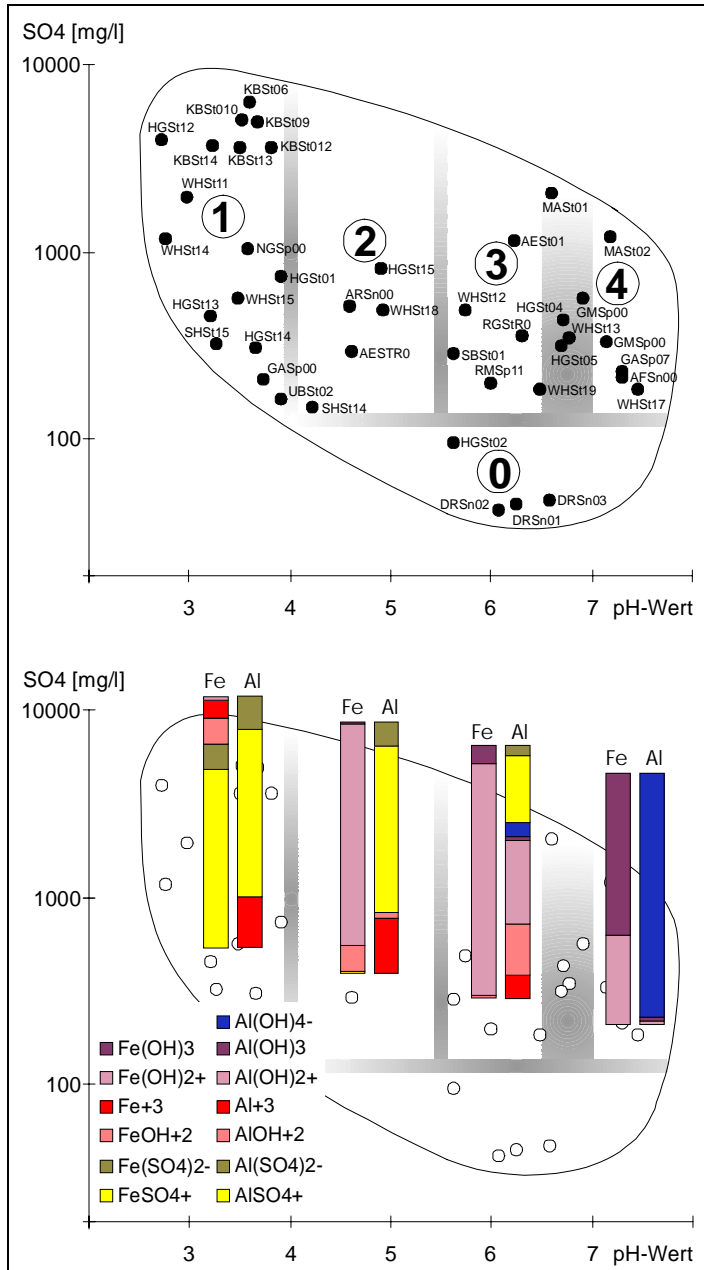 SO4 [mg/l]
10000
KBSt06
KBSt010
KBSt09
HGSt12
KBSt012
KBSt14
KBSt13
WHSt11
MASt01
1
WHSt14
NGSp00
1000
2
AESt01
MASt02
3
HGSt15
4
HGSt01
ARSn00
WHSt12
GMSp00
HGSt13
WHSt15
WHSt18
HGSt04
WHSt13
SHSt15
HGSt14
RGStR0
GMSp00
AESTR0
SBSt01
HGSt05
GASp07
GASp00
RMSp11
AFSn00
UBSt02
WHSt19
WHSt17
SHSt14
100
HGSt02
0
DRSn02
DRSn03
DRSn01
3 4 5 6 7 pH-Wert
SO4 [mg/l]
Fe Al
10000
Fe Al
Fe Al
Fe Al
1000
Al(OH)4-
Fe(OH)3 Al(OH)3
Fe(OH)2+ Al(OH)2+
100
Fe+3 Al+3
FeOH+2 AlOH+2
Fe(SO4)2- Al(SO4)2-
FeSO4+ AlSO4+
3 4 5 6 7 pH-Wert